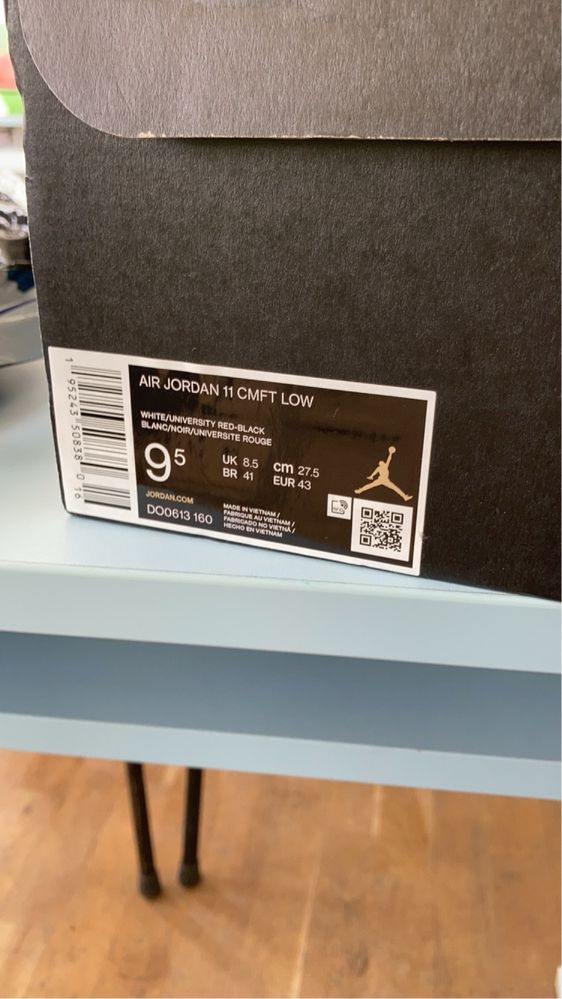 AIR JORDAN 11 CMFT LOW
WHITE/UNIVERSITY RED-BLACK
BLANC/NOIR/UNIVERSITE ROUGE
9⁵
UK 8.5 cm 27.5
BR 41 EUR 43
JORDAN.COM
DO0613 160
MADE IN VIETNAM /
FABRIQUE AU VIETNAM /
FABRICADO NO VIETNÃ /
HECHO EN VIETNAM
1 95243 50838 0 16